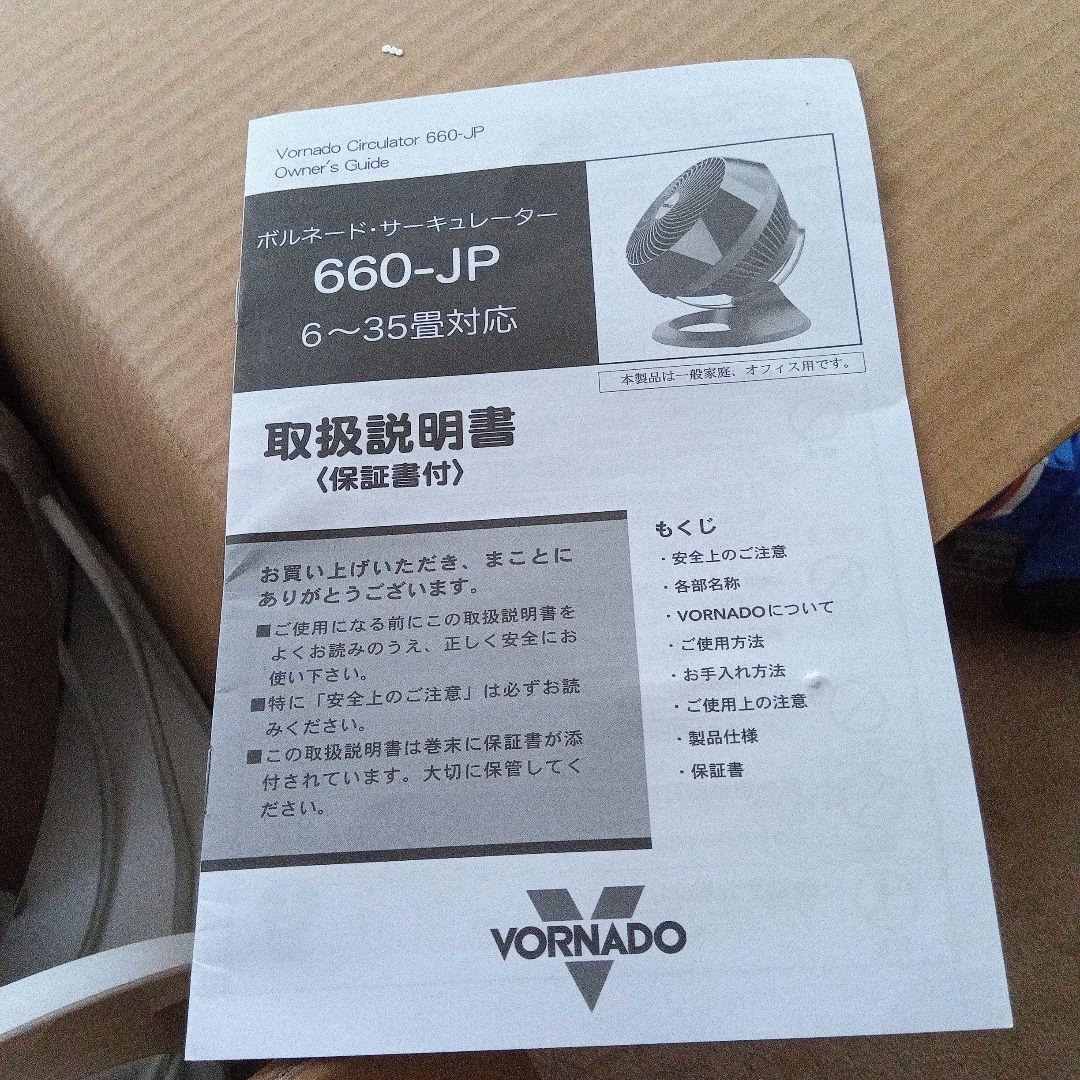 Vornado Circulator 660-JP
Owner's Guide
ボルネード・サーキュレーター
660-JP
6～35畳対応
本製品は一般家庭、オフィス用です。
取扱説明書
〈保証書付〉
お買い上げいただき、まことに
ありがとうございます。
■ご使用になる前にこの取扱説明書を
よくお読みのうえ、正しく安全にお
使い下さい。
■特に「安全上のご注意」は必ずお読
みください。
■この取扱説明書は巻末に保証書が添
付されています。大切に保管してく
ださい。
もくじ
・安全上のご注意
・各部名称
・VORNADOについて
・ご使用方法
・お手入れ方法
・ご使用上の注意
・製品仕様
・保証書
VORNADO